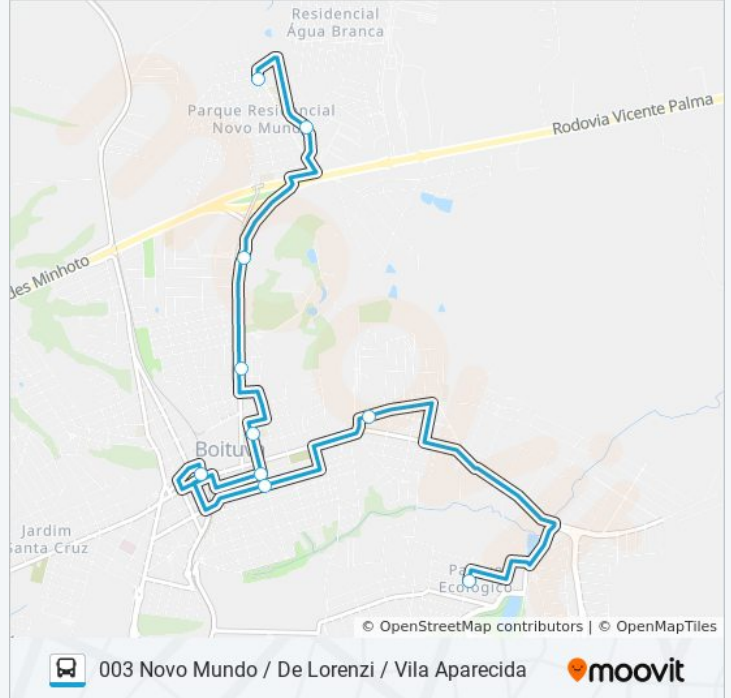 Residencial
Água Branca
Parque Residencial
Novo Mundo
Rodovia Vicente Palma
des Minhoto
Boituva
Jardim
Santa Cruz
Parque
Ecológico
© OpenStreetMap contributors | © OpenMapTiles
003 Novo Mundo / De Lorenzi / Vila Aparecida
moovit